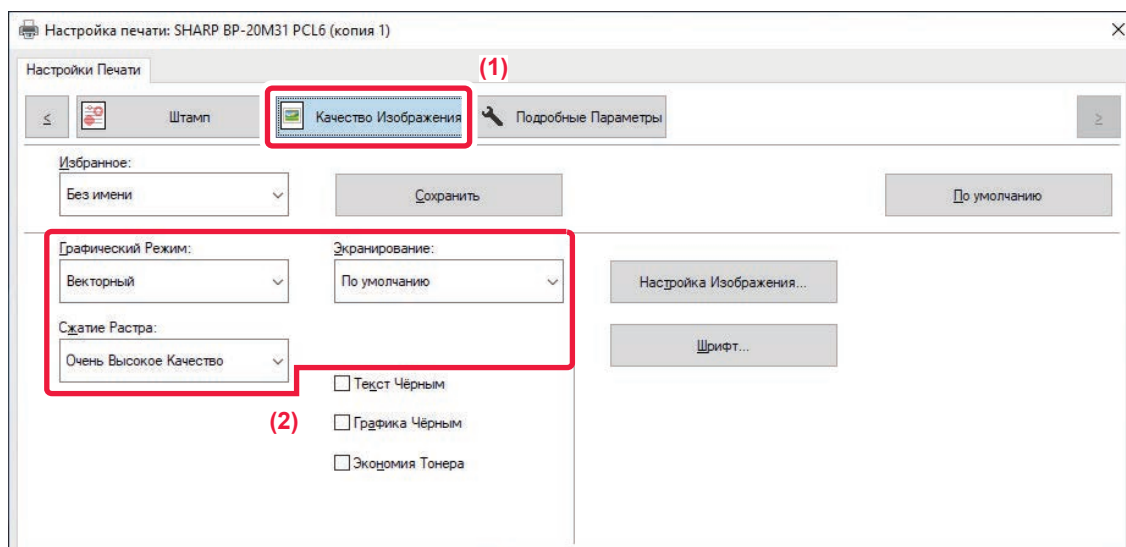 Настройка печати: SHARP BP-20M31 PCL6 (копия 1)
Настройки Печати
(1)
< Штамп Качество Изображения Подробные Параметры >
Избранное:
Без имени Сохранить По умолчанию
Графический Режим: Экранирование:
Векторный По умолчанию Настройка Изображения...
Сжатие Растра:
Очень Высокое Качество Шрифт...
Текст Чёрным
(2) Графика Чёрным
Экономия Тонера